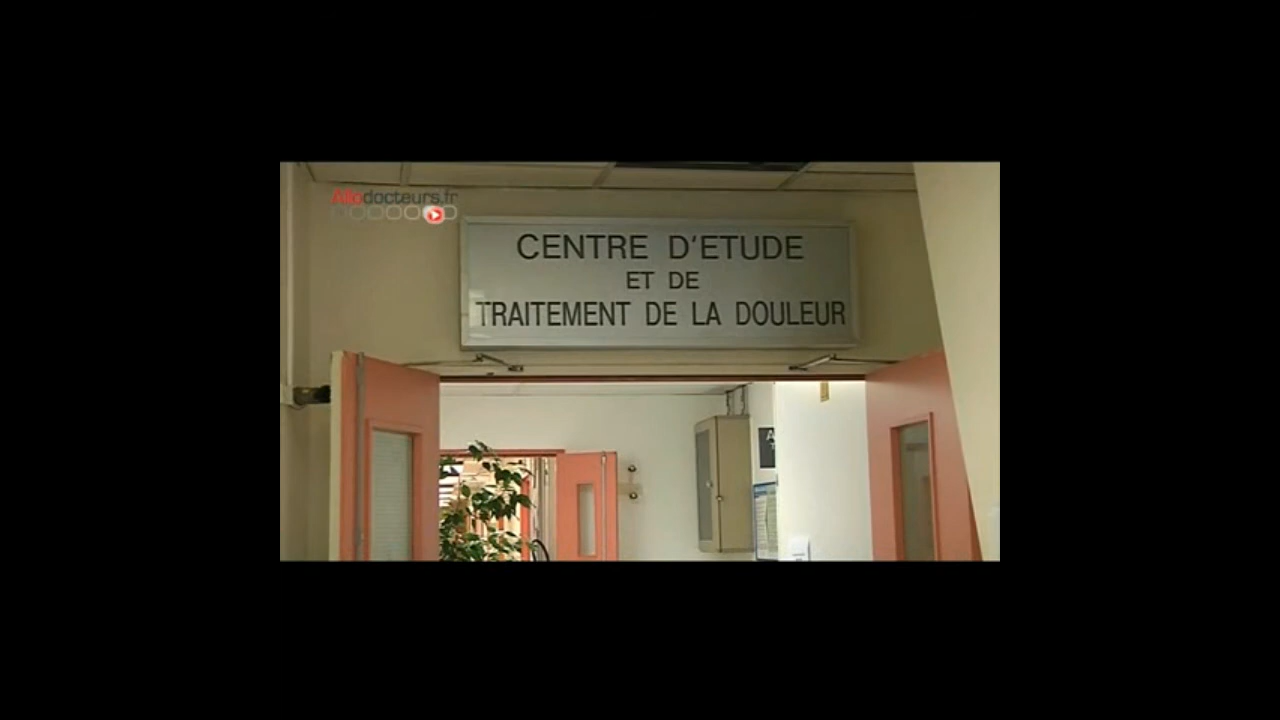 Allodocteurs.fr
CENTRE D'ETUDE
ET DE
TRAITEMENT DE LA DOULEUR